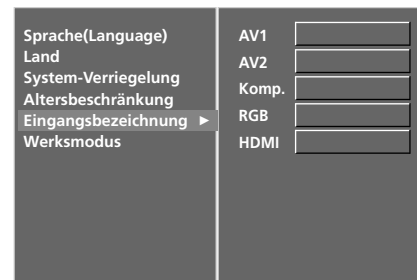 Sprache(Language)
Land
System-Verriegelung
Altersbeschränkung
Eingangsbezeichnung ►
Werksmodus
AV1
AV2
Komp.
RGB
HDMI